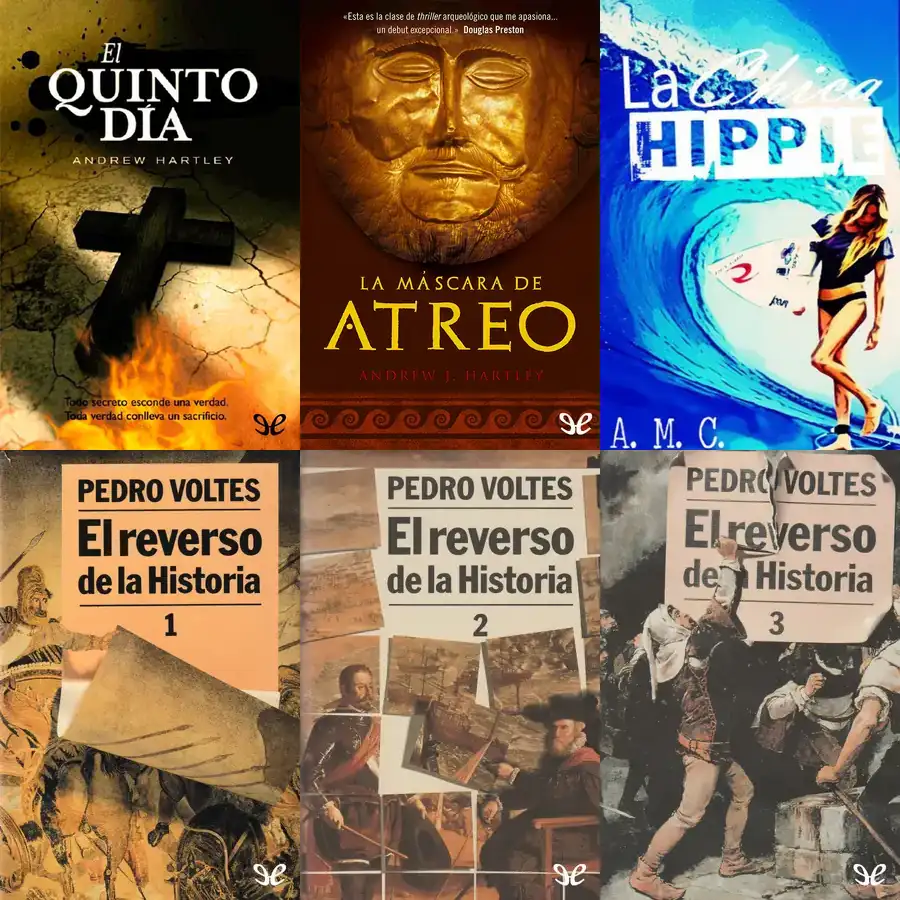 El
QUINTO
DÍA
ANDREW HARTLEY
Todo secreto esconde una verdad.
Toda verdad conlleva un sacrificio.
«Esta es la clase de thriller arqueológico que me apasiona...
un debut excepcional.» Douglas Preston
LA MÁSCARA DE
ATREO
ANDREW J. HARTLEY
La Chica
HIPPIE
A. M. C.
PEDRO VOLTES
El reverso
de la Historia
1
PEDRO VOLTES
El reverso
de la Historia
2
PEDRO VOLTES
El reverso
de la Historia
3